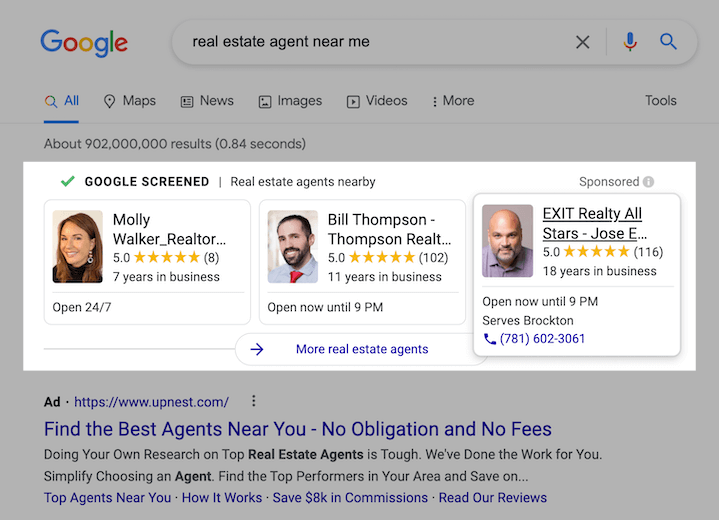 Google
real estate agent near me
All Maps News Images Videos More Tools
About 902,000,000 results (0.84 seconds)
GOOGLE SCREENED | Real estate agents nearby Sponsored
Molly
Walker_Realtor...
5.0 (8)
7 years in business
Open 24/7
Bill Thompson -
Thompson Realt...
5.0 (102)
11 years in business
Open now until 9 PM
EXIT Realty All
Stars - Jose E...
5.0 (116)
18 years in business
Open now until 9 PM
Serves Brockton
(781) 602-3061
More real estate agents
Ad · https://www.upnest.com/
Find the Best Agents Near You - No Obligation and No Fees
Doing Your Own Research on Top Real Estate Agents is Tough. We've Done the Work for You.
Simplify Choosing an Agent. Find the Top Performers in Your Area and Save on...
Top Agents Near You · How It Works · Save $8k in Commissions · Read Our Reviews